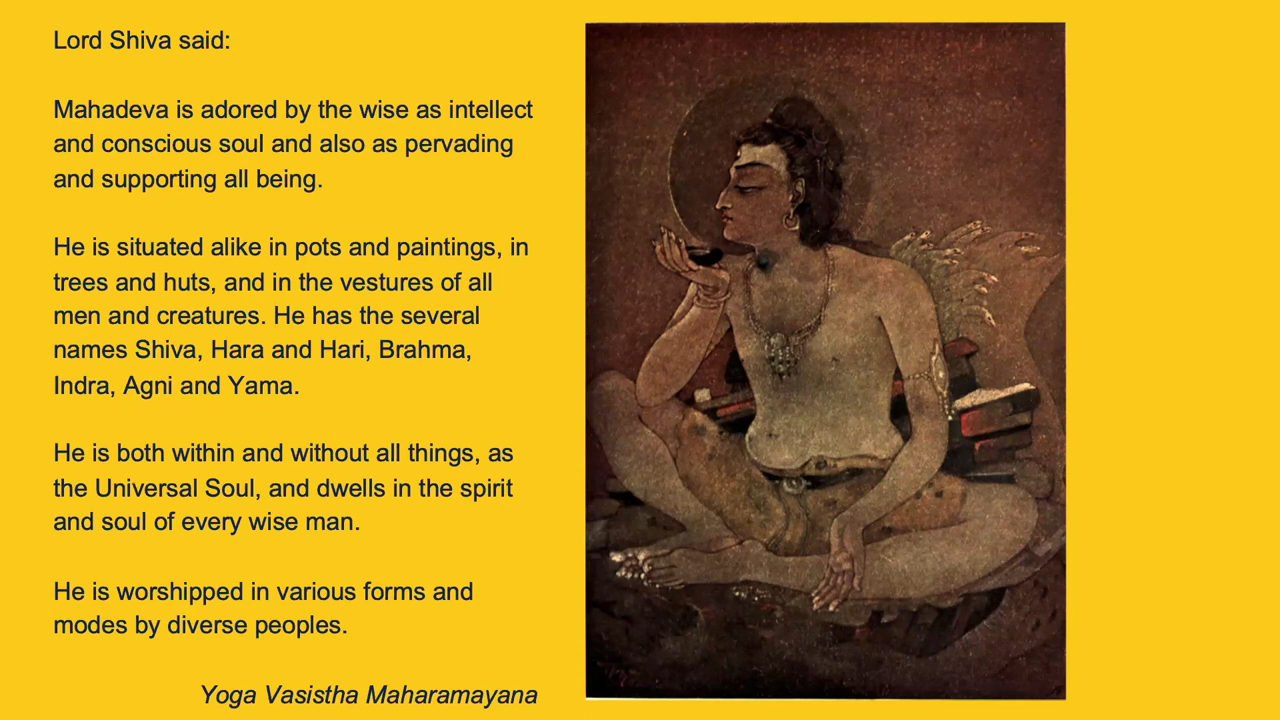 Lord Shiva said:
Mahadeva is adored by the wise as intellect
and conscious soul and also as pervading
and supporting all being.
He is situated alike in pots and paintings, in
trees and huts, and in the vestures of all
men and creatures. He has the several
names Shiva, Hara and Hari, Brahma,
Indra, Agni and Yama.
He is both within and without all things, as
the Universal Soul, and dwells in the spirit
and soul of every wise man.
He is worshipped in various forms and
modes by diverse peoples.
Yoga Vasistha Maharamayana